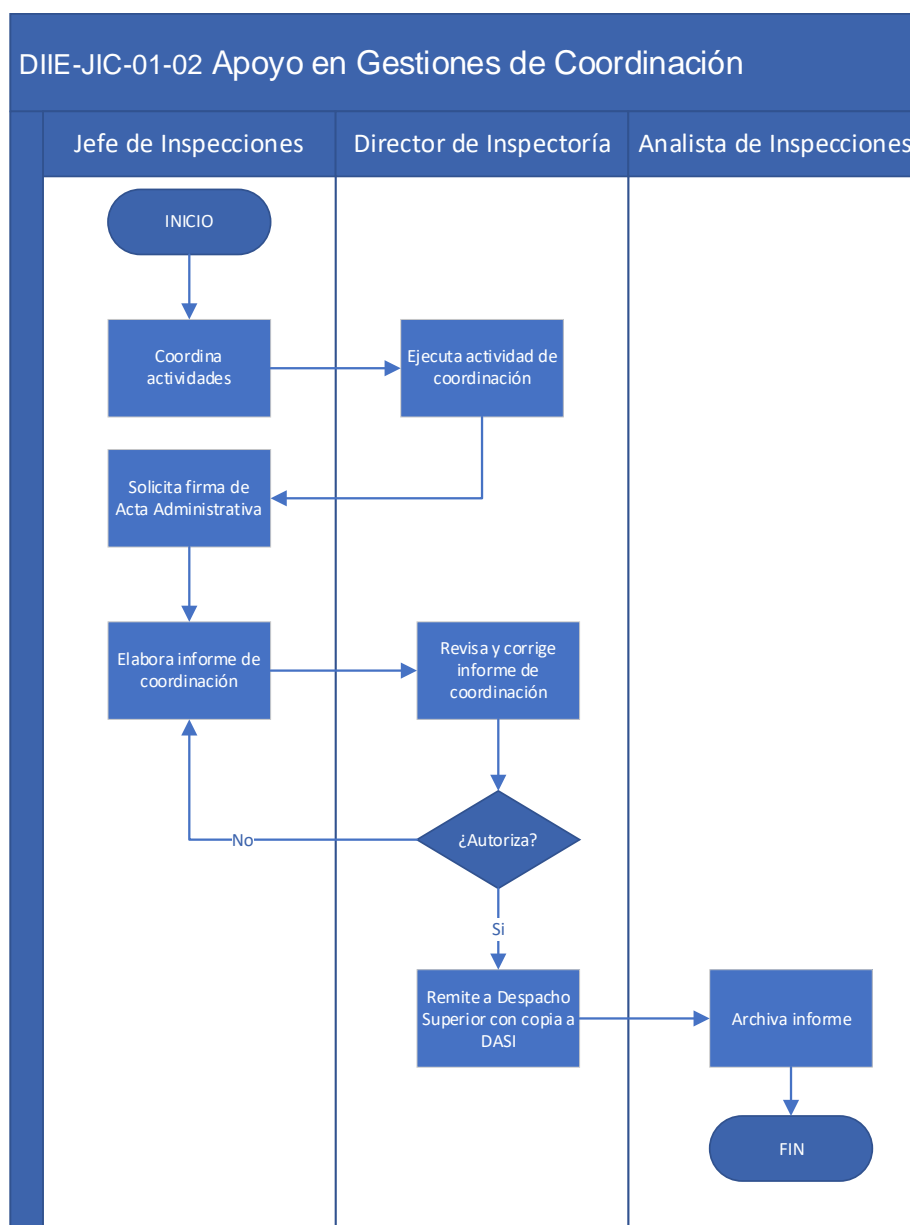 DIIE-JIC-01-02 Apoyo en Gestiones de Coordinación
Jefe de Inspecciones
Director de Inspectoría
Analista de Inspecciones
INICIO
Coordina
actividades
Ejecuta actividad de
coordinación
Solicita firma de
Acta Administrativa
Elabora informe de
coordinación
Revisa y corrige
informe de
coordinación
¿Autoriza?
No
Si
Remite a Despacho
Superior con copia a
DASI
Archiva informe
FIN